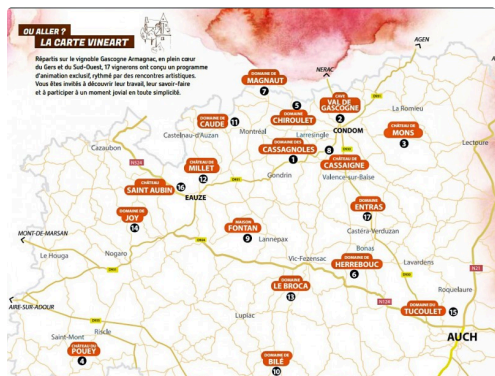 OU ALLER ?
LA CARTE VINEART
Répartis sur le vignoble Gascogne Armagnac, en plein cœur
du Gers et du Sud-Ouest, 17 vignerons ont conçu un programme
d'animation exclusif, rythmé par des rencontres artistiques.
Vous êtes invités à découvrir leur travail, leur savoir-faire
et à participer à un moment jovial en toute simplicité.
AGEN
NERAC
DOMAINE DE
MAGNAUT
7
CAVE
VAL DE
GASCOGNE
2
5
DOMAINE
CHIROULET
La Romieu
DOMAINE DE
CAUDE
11
Montréal
Larressingle
CONDOM
CHÂTEAU DE
MONS
3
Castelnau-d'Auzan
Lectoure
Cazaubon
DOMAINE DES
CASSAGNOLES
1
8
CHÂTEAU DE
CASSAIGNE
Valence-sur-Baïse
N124
CHÂTEAU DE
MILLET
12
Gondrin
CHÂTEAU
SAINT AUBIN
16
EAUZE
DOMAINE
ENTRAS
17
DOMAINE DE
JOY
14
MAISON
FONTAN
9
Lannepax
Castéra-Verduzan
MONT-DE-MARSAN
Bonas
Le Houga
Nogaro
Vic-Fezensac
DOMAINE DE
HERREBOUC
6
Lavardens
N21
DOMAINE
LE BROCA
13
Roquelaure
AIRE-SUR-ADOUR
N124
DOMAINE DU
TUCOULET
15
Lupiac
Riscle
Saint-Mont
AUCH
CHÂTEAU DU
POUEY
4
DOMAINE DE
BILÉ
10